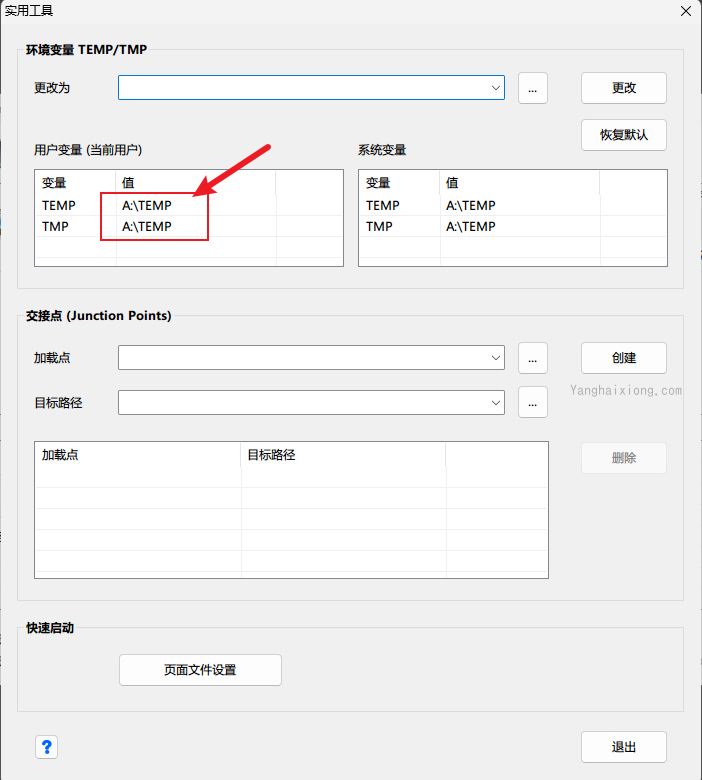 实用工具
环境变量 TEMP/TMP
更改为
...
更改
恢复默认
用户变量 (当前用户)
系统变量
变量 值
变量 值
TEMP A:\TEMP
TEMP A:\TEMP
TMP A:\TEMP
TMP A:\TEMP
交接点 (Junction Points)
加载点
...
创建
Yanghaixiong.com
目标路径
...
加载点 目标路径
删除
快速启动
页面文件设置
?
退出